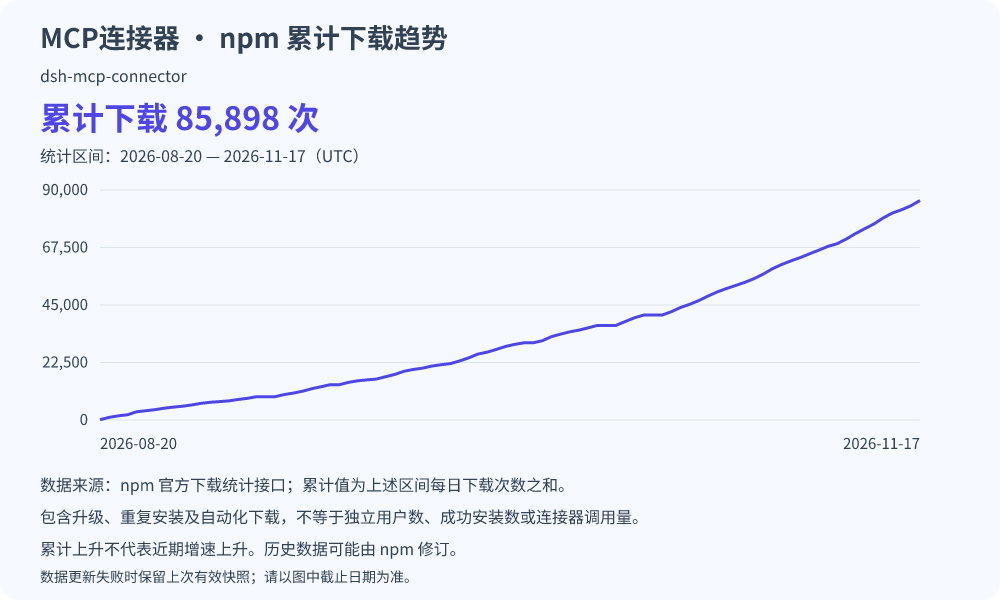 MCP连接器 · npm 累计下载趋势
dsh-mcp-connector
累计下载 85,898 次
统计区间：2026-08-20 — 2026-11-17（UTC）
90,000
67,500
45,000
22,500
0
2026-08-20 2026-11-17
数据来源：npm 官方下载统计接口；累计值为上述区间每日下载次数之和。
包含升级、重复安装及自动化下载，不等于独立用户数、成功安装数或连接器调用量。
累计上升不代表近期增速上升。历史数据可能由 npm 修订。
数据更新失败时保留上次有效快照；请以图中截止日期为准。